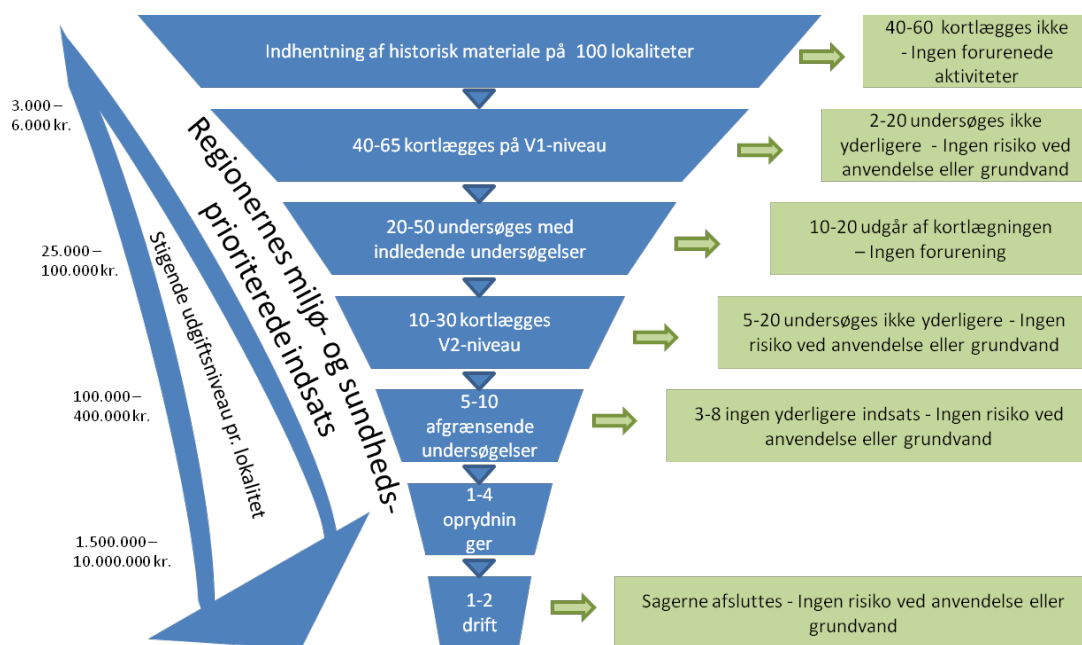 Indhentning af historisk materiale på 100 lokaliteter
40-60 kortlægges ikke
- Ingen forurenede
aktiviteter
3.000 –
6.000 kr.
40-65 kortlægges på V1-niveau
2-20 undersøges ikke
yderligere - Ingen risiko ved
anvendelse eller grundvand
Regionernes miljø- og sundheds-
prioriterede indsats
Stigende udgiftsniveau pr. lokalitet
20-50 undersøges med
indledende undersøgelser
10-20 udgår af kortlægningen
– Ingen forurening
25.000 –
100.000 kr.
10-30 kortlægges
V2-niveau
5-20 undersøges ikke yderligere - Ingen
risiko ved anvendelse eller grundvand
100.000 –
400.000 kr.
5-10
afgrænsende
undersøgelser
3-8 ingen yderligere indsats - Ingen risiko ved
anvendelse eller grundvand
1-4
oprydnin
ger
1.500.000 –
10.000.000 kr.
1-2
drift
Sagerne afsluttes - Ingen risiko ved anvendelse eller
grundvand